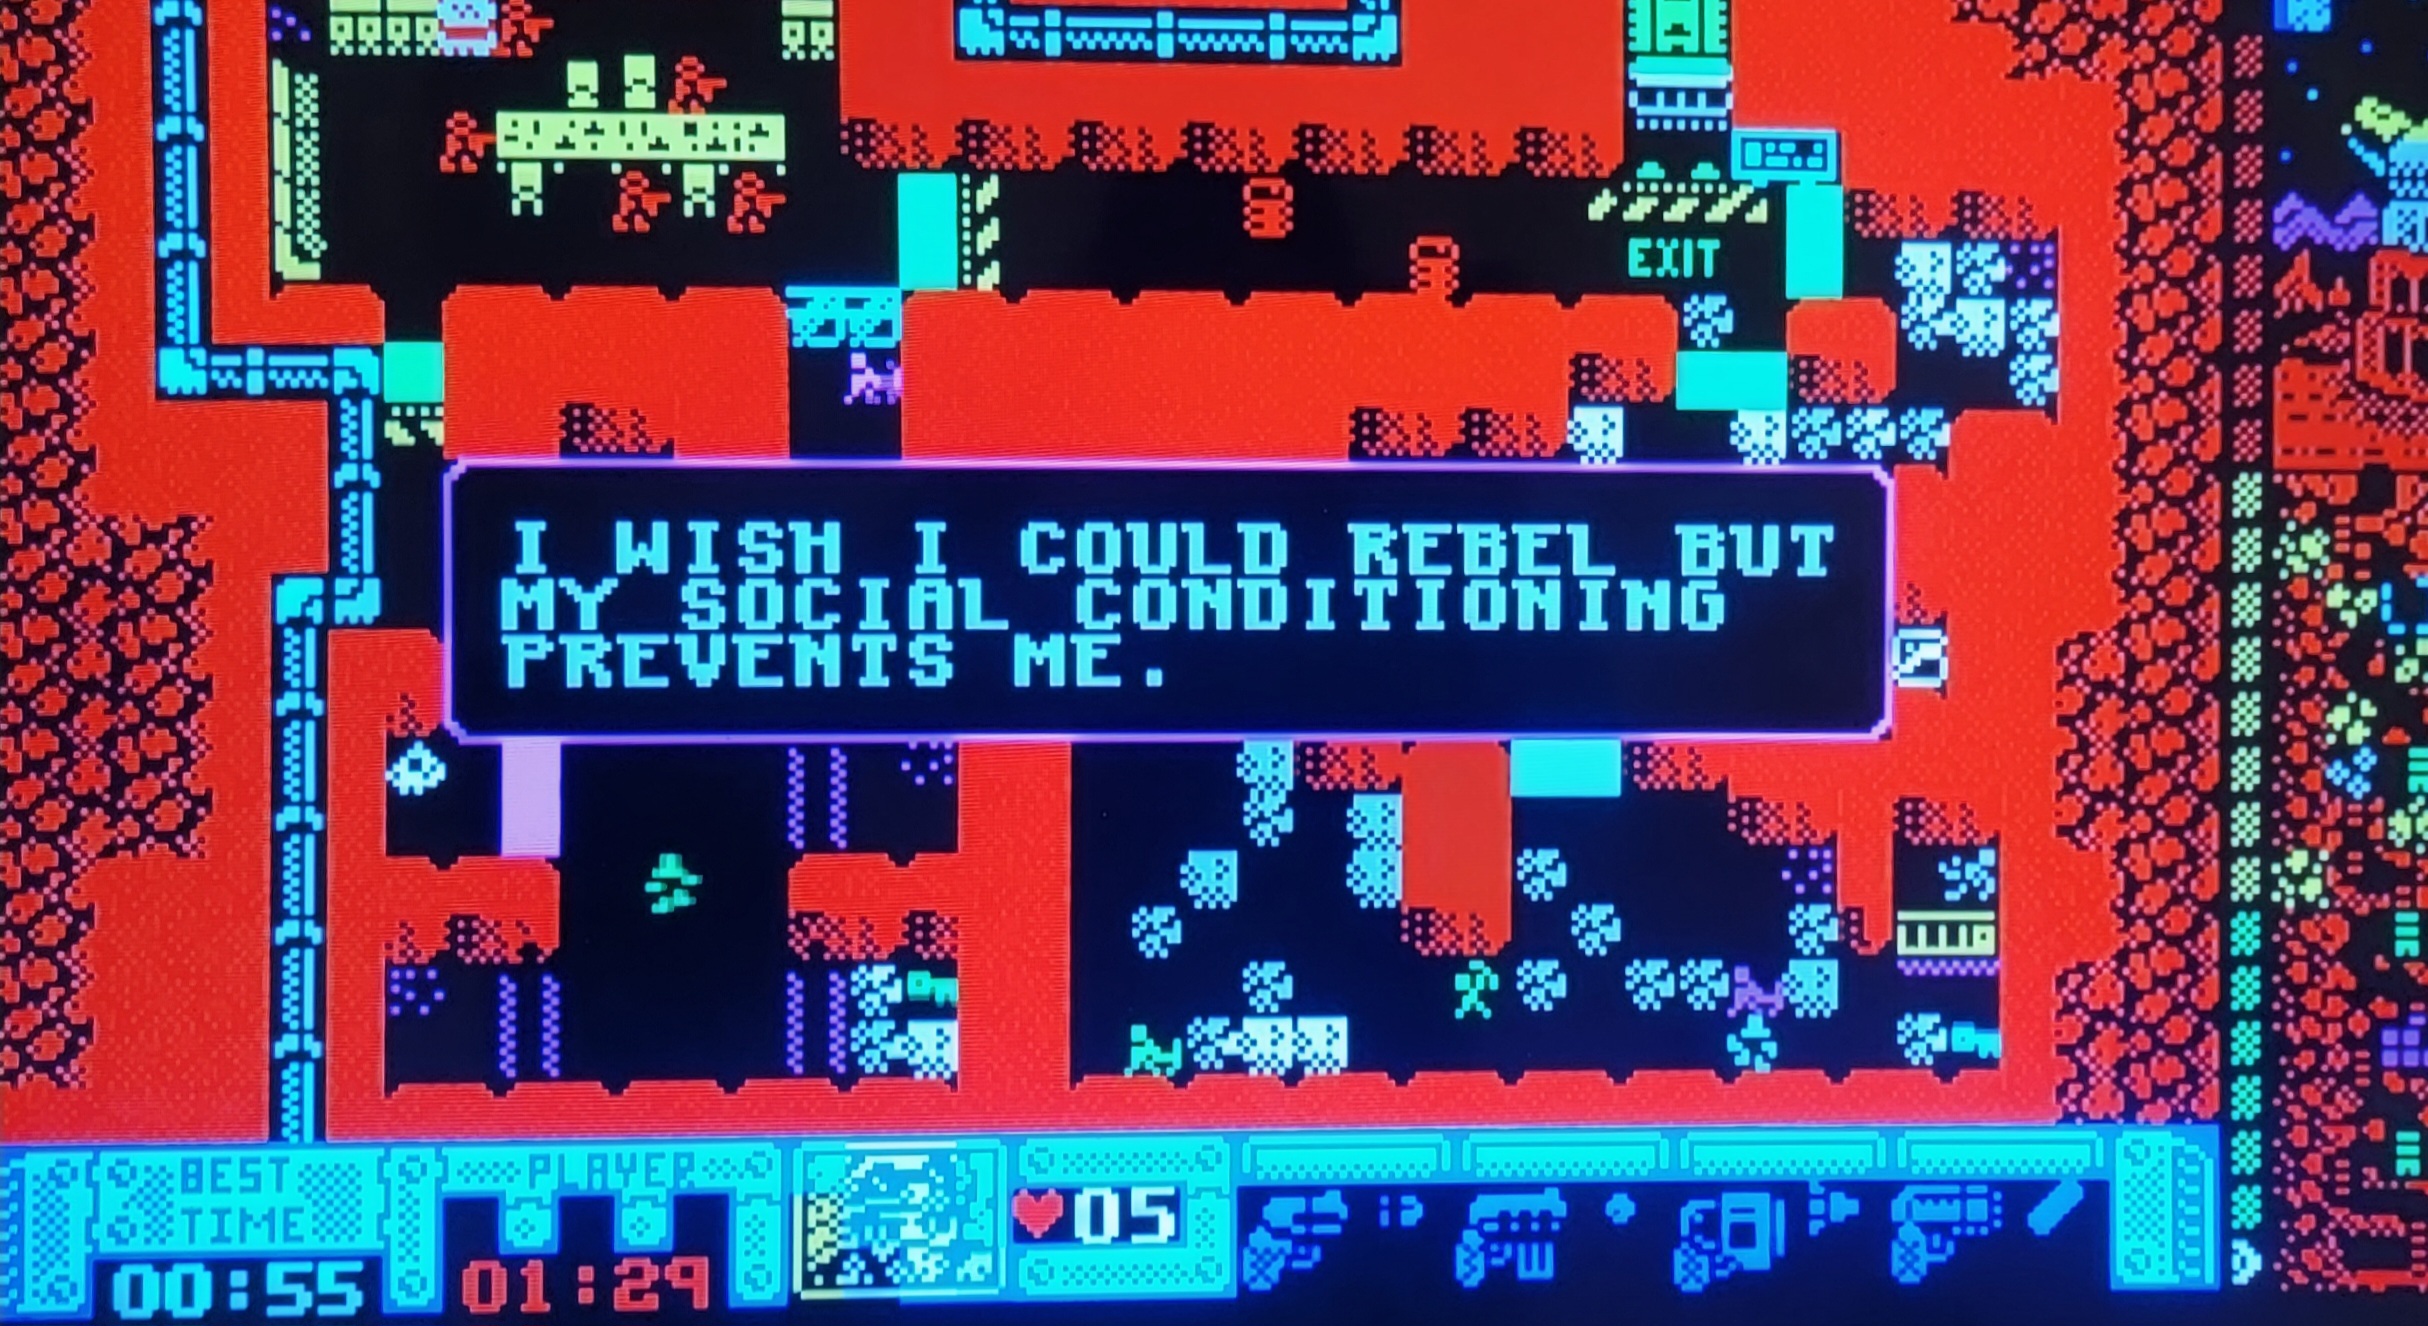 EXIT
I WISH I COULD REBEL BUT
MY SOCIAL CONDITIONING
PREVENTS ME.
BEST
TIME
00:55
PLAYER
01:29
05